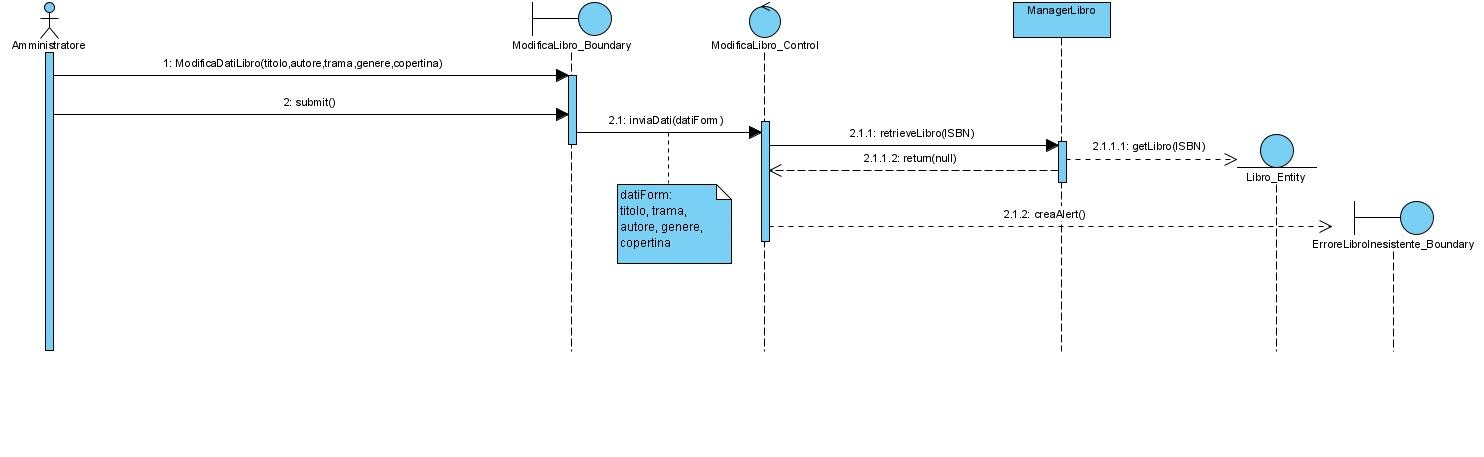 Amministratore
ModificaLibro_Boundary
ModificaLibro_Control
ManagerLibro
1: ModificaDatiLibro(titolo,autore,trama,genere,copertina)
2: submit()
2.1: inviaDati(datiForm)
2.1.1: retrieveLibro(ISBN)
2.1.1.1: getLibro(ISBN)
2.1.1.2: return(null)
Libro_Entity
datiForm:
titolo, trama,
autore, genere,
copertina
2.1.2: creaAlert()
ErroreLibroInesistente_Boundary